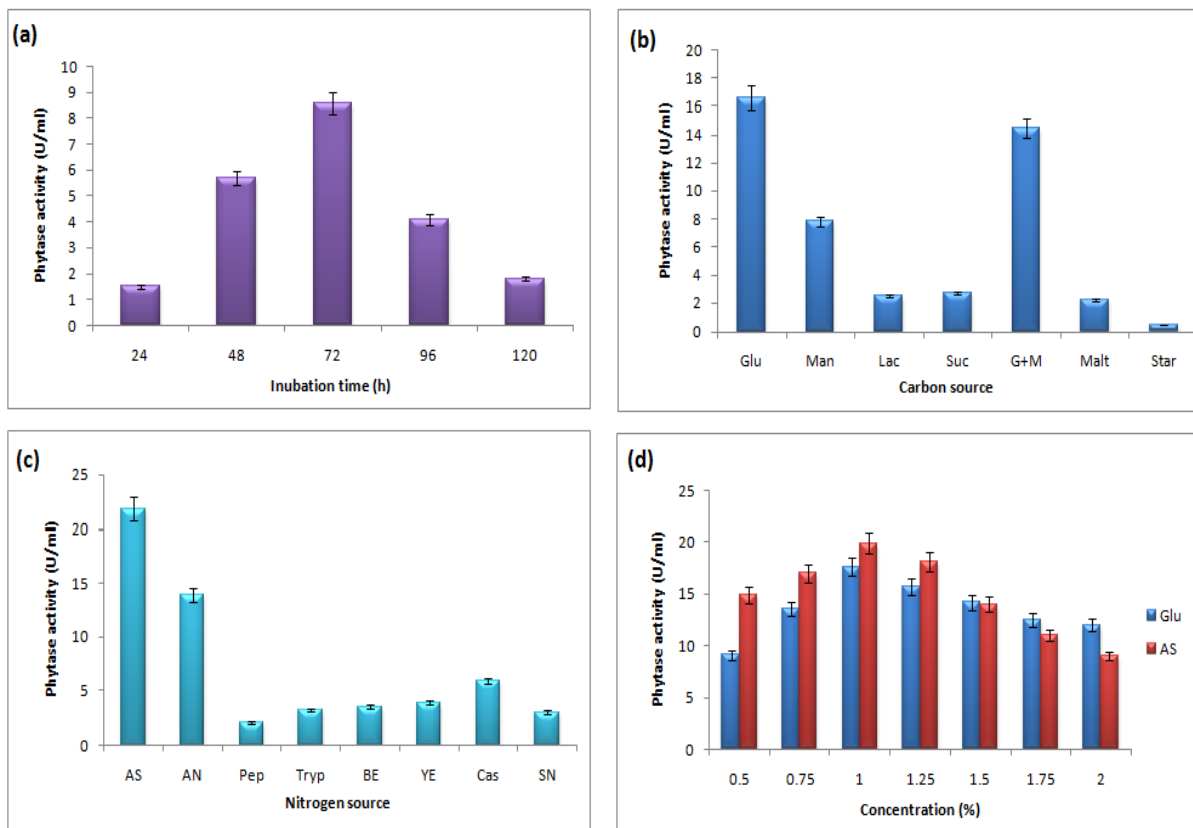 (a)
Phytase activity (U/ml)
10
9
8
7
6
5
4
3
2
1
0
24 48 72 96 120
Inubation time (h)
(b)
Phytase activity (U/ml)
20
18
16
14
12
10
8
6
4
2
0
Glu Man Lac Suc G+M Malt Star
Carbon source
(c)
Phytase activity (U/ml)
25
20
15
10
5
0
AS AN Pep Tryp BE YE Cas SN
Nitrogen source
(d)
Phytase activity (U/ml)
25
20
15
10
5
0
0.5 0.75 1 1.25 1.5 1.75 2
Concentration (%)
Glu
AS